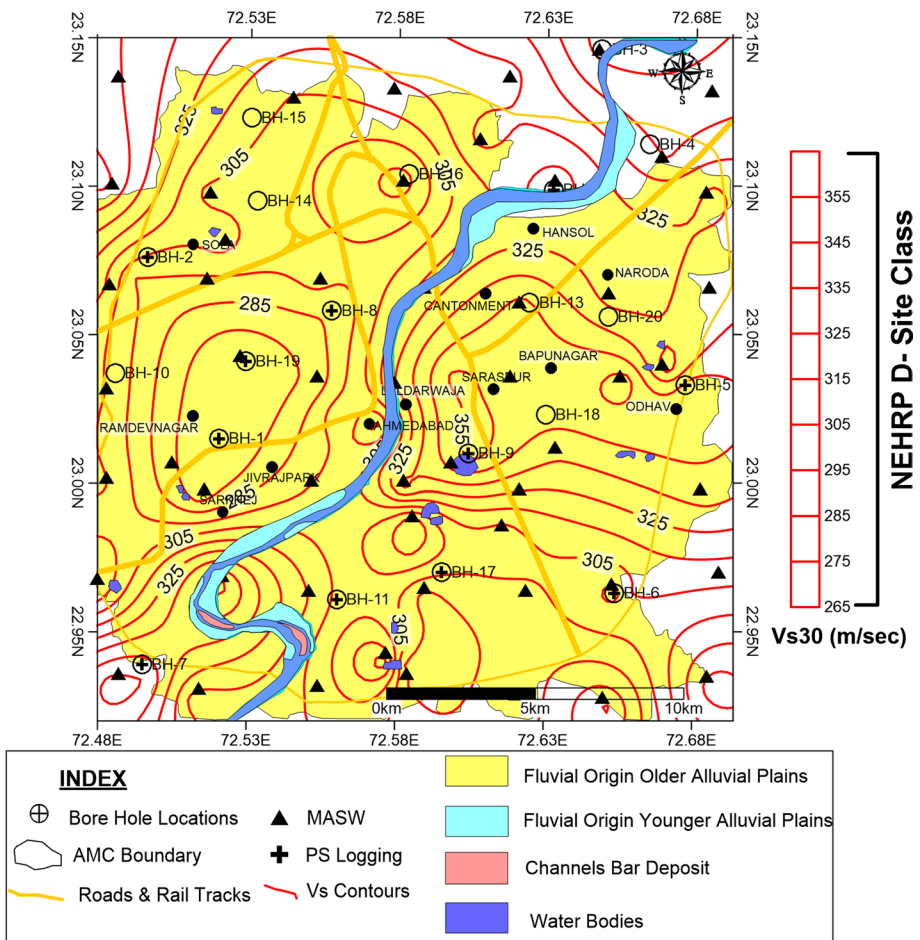 72.53E 72.58E 72.63E 72.68E
23.15N 23.15N
BH-3
W E
S
BH-15
325
BH-4
305
BH-16
305
23.10N 23.10N
BH-14
325
HANSOL
SOLA
325
BH-2
NARODA
285
CANTONMENT
BH-13
BH-8
BH-20
23.05N 23.05N
BAPUNAGAR
BH-19
BH-10
SARASPUR
BH-5
ODHAV
RAMDEVNAGAR
355
BH-18
AHMEDABAD
BH-1
BH-9
325
JIVRAJPARK
23.00N 23.00N
325
305
305
325
BH-17
BH-11
BH-6
305
22.95N 22.95N
BH-7
0km 5km 10km
72.48E 72.53E 72.58E 72.63E 72.68E
355
345
335
325
315
305
295
285
275
265
Vs30 (m/sec)
NEHRP D- Site Class
INDEX
Bore Hole Locations
MASW
AMC Boundary
PS Logging
Roads & Rail Tracks
Vs Contours
Fluvial Origin Older Alluvial Plains
Fluvial Origin Younger Alluvial Plains
Channels Bar Deposit
Water Bodies